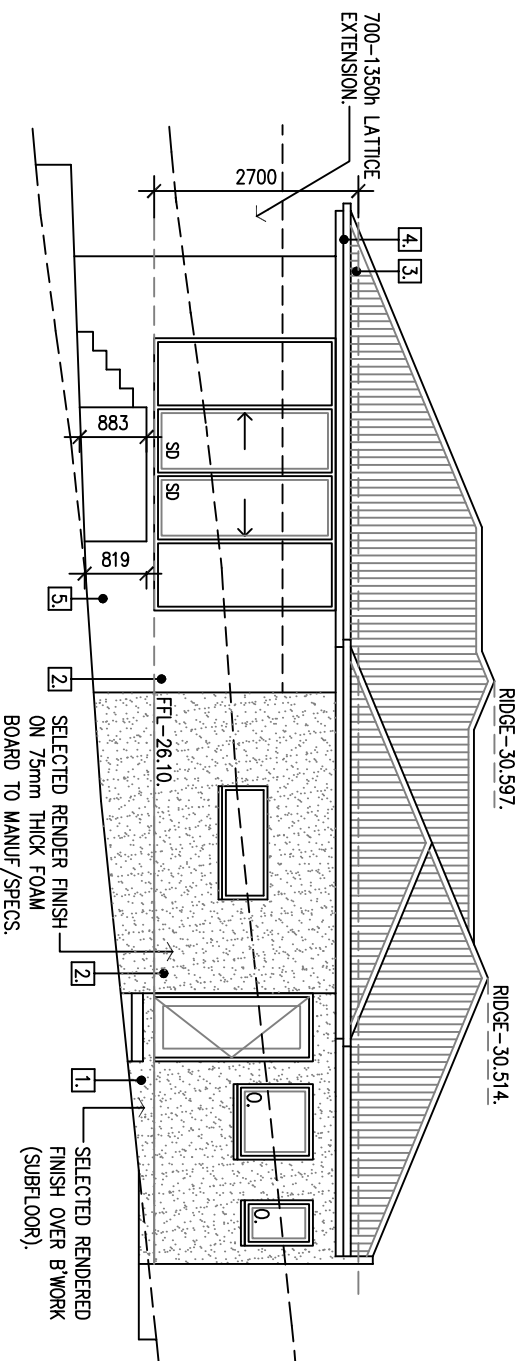 700-1350h LATTICE
EXTENSION.
2700
4.
3.
RIDGE-30.597.
RIDGE-30.514.
883
SD
SD
819
5.
2.
FFL-26.10.
SELECTED RENDER FINISH
ON 75mm THICK FOAM
BOARD TO MANUF/SPECS.
2.
1.
O.
O.
SELECTED RENDERED
FINISH OVER B'WORK
(SUBFLOOR).